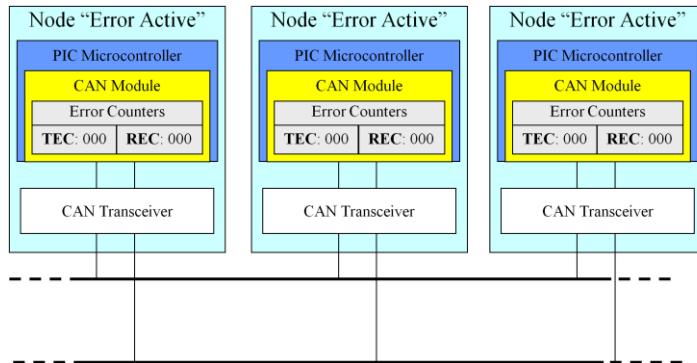 Node “Error Active”
PIC Microcontroller
CAN Module
Error Counters
TEC: 000 REC: 000
CAN Transceiver
Node “Error Active”
PIC Microcontroller
CAN Module
Error Counters
TEC: 000 REC: 000
CAN Transceiver
Node “Error Active”
PIC Microcontroller
CAN Module
Error Counters
TEC: 000 REC: 000
CAN Transceiver